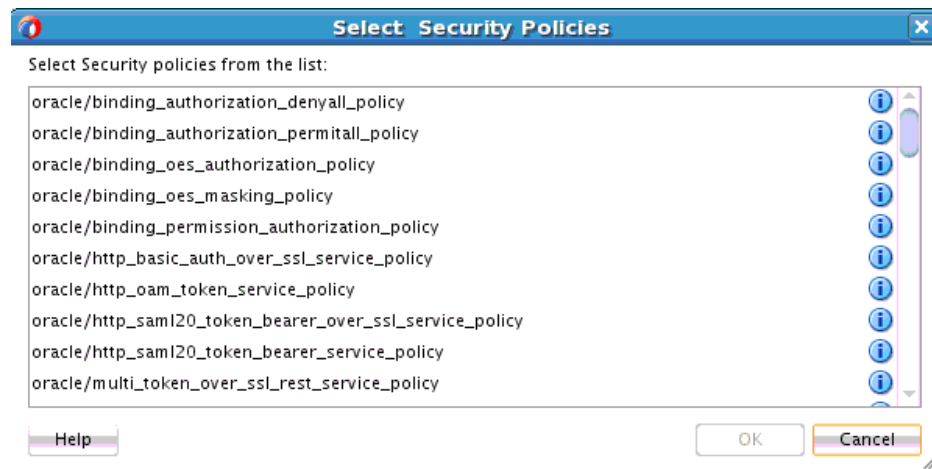 Select Security Policies
Select Security policies from the list:
oracle/binding_authorization_denyall_policy
oracle/binding_authorization_permitall_policy
oracle/binding_oes_authorization_policy
oracle/binding_oes_masking_policy
oracle/binding_permission_authorization_policy
oracle/http_basic_auth_over_ssl_service_policy
oracle/http_oam_token_service_policy
oracle/http_saml20_token_bearer_over_ssl_service_policy
oracle/http_saml20_token_bearer_service_policy
oracle/multi_token_over_ssl_rest_service_policy
Help OK Cancel